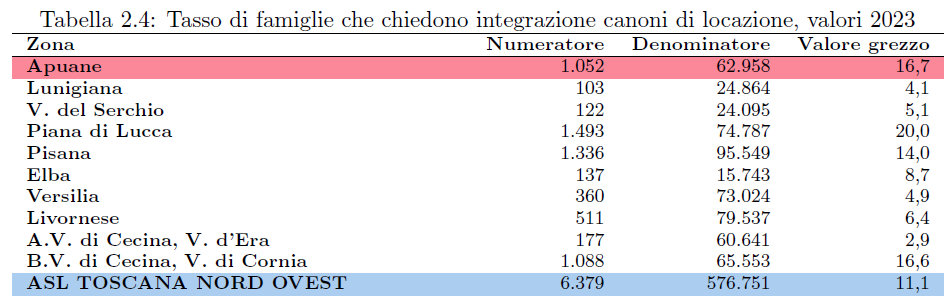 Tabella 2.4: Tasso di famiglie che chiedono integrazione canoni di locazione, valori 2023
Zona Numeratore Denominatore Valore grezzo
Apuane 1.052 62.958 16,7
Lunigiana 103 24.864 4,1
V. del Serchio 122 24.095 5,1
Piana di Lucca 1.493 74.787 20,0
Pisana 1.336 95.549 14,0
Elba 137 15.743 8,7
Versilia 360 73.024 4,9
Livornese 511 79.537 6,4
A.V. di Cecina, V. d'Era 177 60.641 2,9
B.V. di Cecina, V. di Cornia 1.088 65.553 16,6
ASL TOSCANA NORD OVEST 6.379 576.751 11,1